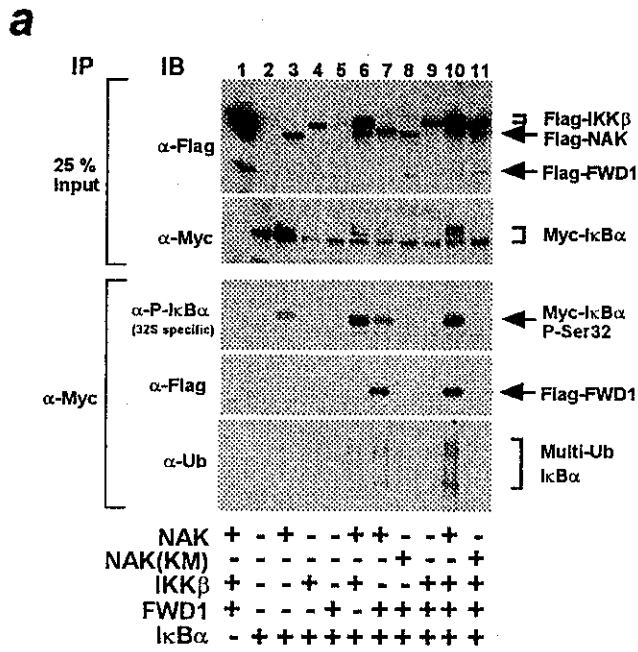 a
IP IB 1 2 3 4 5 6 7 8 9 10 11
25 % Input
α-Flag
Flag-IKKβ
Flag-NAK
Flag-FWD1
α-Myc
Myc-IκBα
α-Myc
α-P-IκBα
(32S specific)
Myc-IκBα
P-Ser32
α-Flag
Flag-FWD1
α-Ub
Multi-Ub
IκBα
NAK + - + - - + + - - + -
NAK(KM) - - - - - - - + - - +
IKKβ + - - + - + - - + + +
FWD1 + - - - + - + + + + +
IκBα - + + + + + + + + + +